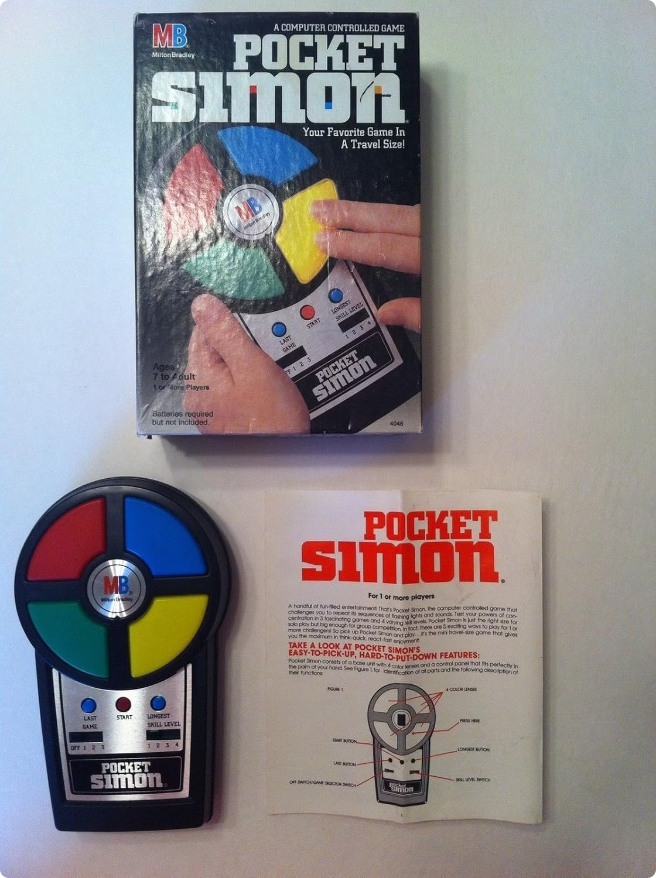 A COMPUTER CONTROLLED GAME
MB
Milton Bradley
POCKET
SIMON
Your Favorite Game In
A Travel Size!
MB
LAST
GAME
START
LONGEST
SKILL LEVEL
1 2 3
1 2 3 4
POCKET
SIMON
Ages
7 to Adult
1 or More Players
Batteries required
but not included.
4046
MB
Milton Bradley
LAST
GAME
START
LONGEST
SKILL LEVEL
OFF 1 2 3
1 2 3 4
POCKET
SIMON
POCKET
SIMON
For 1 or more players
A handful of fun-filled entertainment! That's Pocket Simon, the computer controlled game that
challenges you to repeat its sequences of flashing lights and sounds. Test your powers of con-
centration in 3 fascinating games and 4 varying skill levels. Pocket Simon is just the right size for
solo play but big enough for group competition. In fact, there are 5 exciting ways to play for 1 or
more challengers! So pick up Pocket Simon and play... it's the mini travel-size game that gives
you the maximum in think-quick, react-fast enjoyment!
TAKE A LOOK AT POCKET SIMON'S
EASY-TO-PICK-UP, HARD-TO-PUT-DOWN FEATURES:
Pocket Simon consists of a base unit with 4 color lenses and a control panel that fits perfectly in
the palm of your hand. See Figure 1 for identification of all parts and the following description of
their functions.
FIGURE 1
4 COLOR LENSES
PRESS HERE
START BUTTON
LONGEST BUTTON
LAST BUTTON
OFF SWITCH/GAME SELECTOR SWITCH
SKILL LEVEL SWITCH
POCKET
SIMON